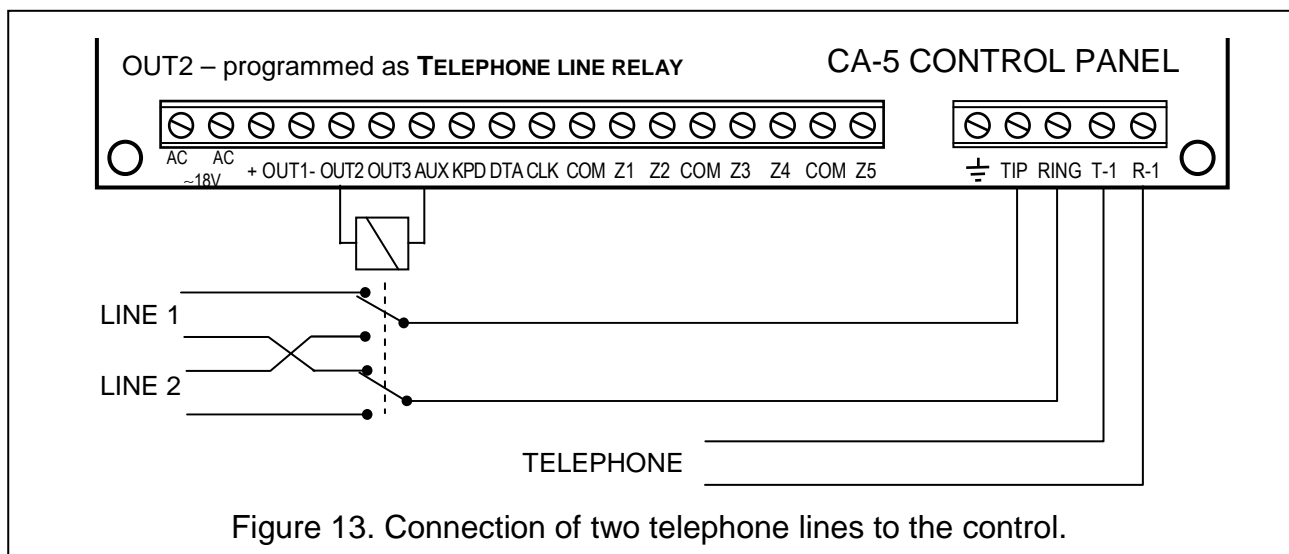 OUT2 – programmed as TELEPHONE LINE RELAY
CA-5 CONTROL PANEL
AC AC + OUT1- OUT2 OUT3 AUX KPD DTA CLK COM Z1 Z2 COM Z3 Z4 COM Z5
~18V
TIP RING T-1 R-1
LINE 1
LINE 2
TELEPHONE
Figure 13. Connection of two telephone lines to the control.